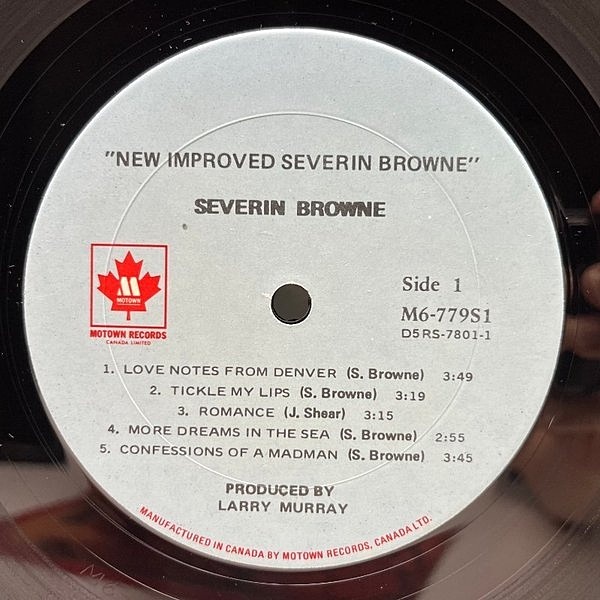 "NEW IMPROVED SEVERIN BROWNE"
SEVERIN BROWNE
Side 1
M6-779S1
D5RS-7801-1
M
MOTOWN
MOTOWN RECORDS
CANADA LIMITED
1. LOVE NOTES FROM DENVER (S. Browne) 3:49
2. TICKLE MY LIPS (S. Browne) 3:19
3. ROMANCE (J. Shear) 3:15
4. MORE DREAMS IN THE SEA (S. Browne) 2:55
5. CONFESSIONS OF A MADMAN (S. Browne) 3:45
PRODUCED BY
LARRY MURRAY
MANUFACTURED IN CANADA BY MOTOWN RECORDS, CANADA LTD.